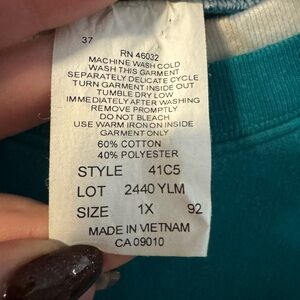 37
RN 46032
MACHINE WASH COLD
WASH THIS GARMENT
SEPARATELY DELICATE CYCLE
TURN GARMENT INSIDE OUT
TUMBLE DRY LOW
IMMEDIATELY AFTER WASHING
REMOVE PROMPTLY
DO NOT BLEACH
USE WARM IRON ON INSIDE
GARMENT ONLY
60% COTTON
40% POLYESTER
STYLE 41C5
LOT 2440 YLM
SIZE 1X 92
MADE IN VIETNAM
CA 09010